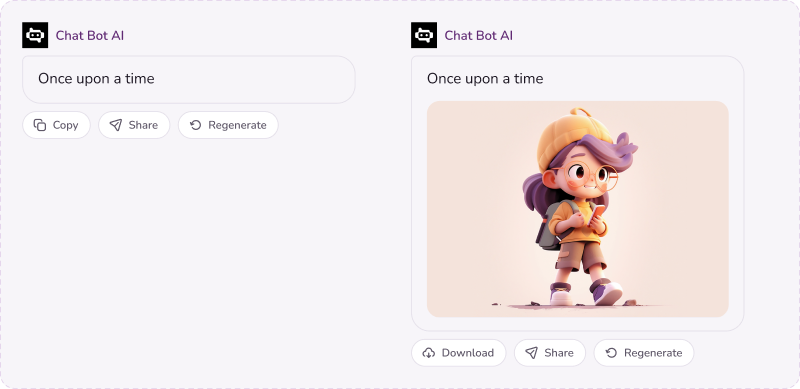 Chat Bot AI
Once upon a time
Copy
Share
Regenerate
Chat Bot AI
Once upon a time
Download
Share
Regenerate